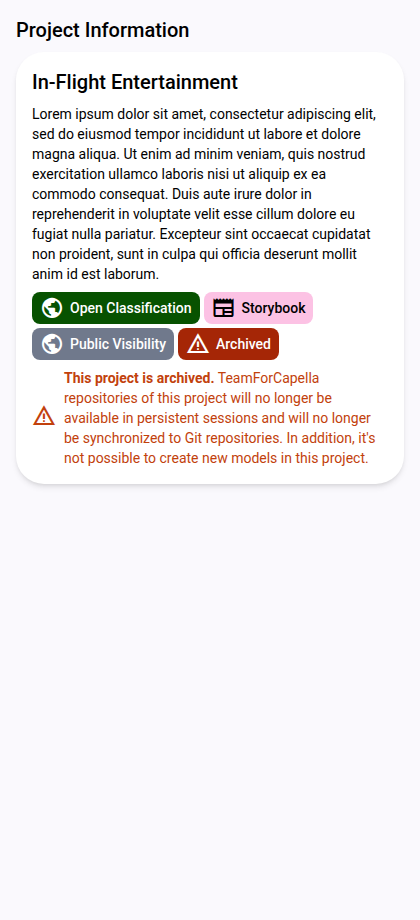 Project Information
In-Flight Entertainment
Lorem ipsum dolor sit amet, consectetur adipiscing elit,
sed do eiusmod tempor incididunt ut labore et dolore
magna aliqua. Ut enim ad minim veniam, quis nostrud
exercitation ullamco laboris nisi ut aliquip ex ea
commodo consequat. Duis aute irure dolor in
reprehenderit in voluptate velit esse cillum dolore eu
fugiat nulla pariatur. Excepteur sint occaecat cupidatat
non proident, sunt in culpa qui officia deserunt mollit
anim id est laborum.
Open Classification Storybook
Public Visibility Archived
This project is archived. TeamForCapella
repositories of this project will no longer be
available in persistent sessions and will no longer
be synchronized to Git repositories. In addition, it's
not possible to create new models in this project.